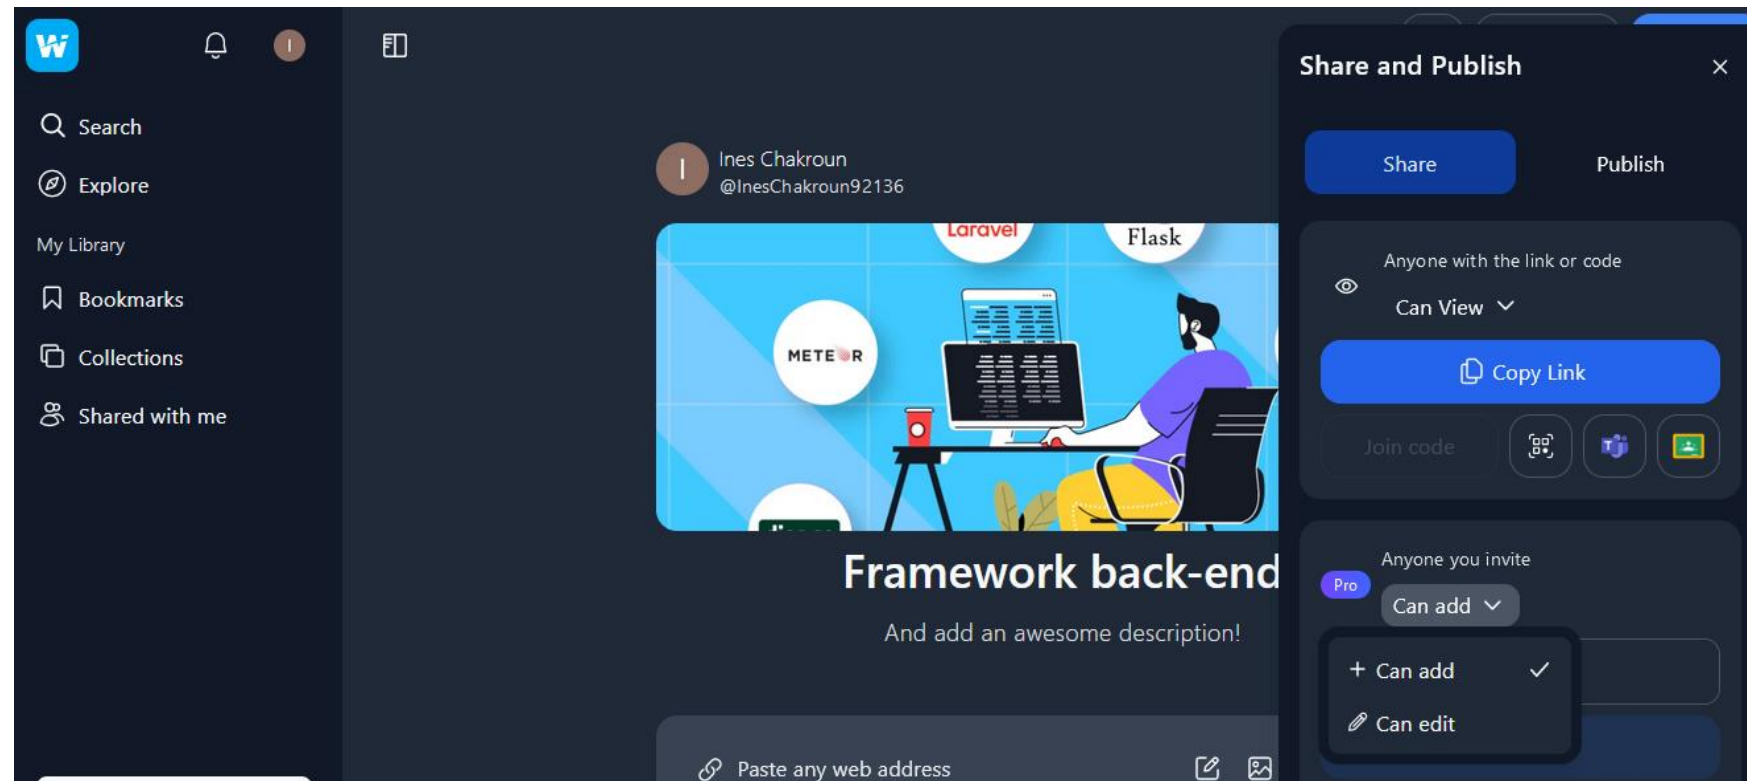 W
I
Search
Explore
My Library
Bookmarks
Collections
Shared with me
I
Ines Chakroun
@InesChakroun92136
Laravel
Flask
METEOR
Framework back-end
And add an awesome description!
Paste any web address
Share and Publish
Share
Publish
Anyone with the link or code
Can View
Copy Link
Join code
Anyone you invite
Pro
Can add
Can add
Can edit